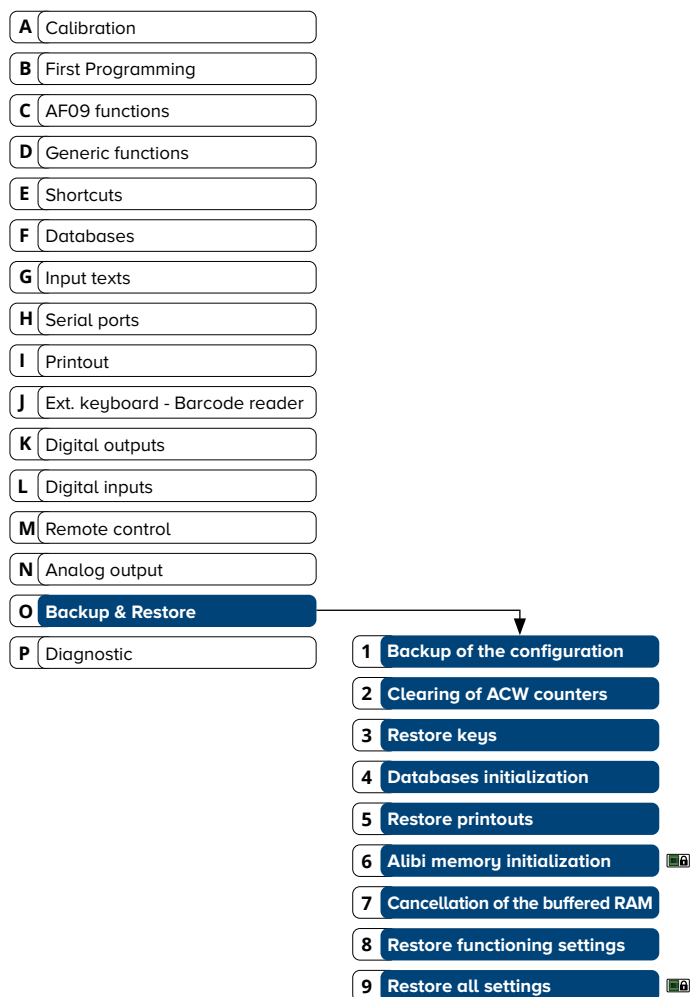 A Calibration
B First Programming
C AF09 functions
D Generic functions
E Shortcuts
F Databases
G Input texts
H Serial ports
I Printout
J Ext. keyboard - Barcode reader
K Digital outputs
L Digital inputs
M Remote control
N Analog output
O Backup & Restore
P Diagnostic
1 Backup of the configuration
2 Clearing of ACW counters
3 Restore keys
4 Databases initialization
5 Restore printouts
6 Alibi memory initialization
7 Cancellation of the buffered RAM
8 Restore functioning settings
9 Restore all settings